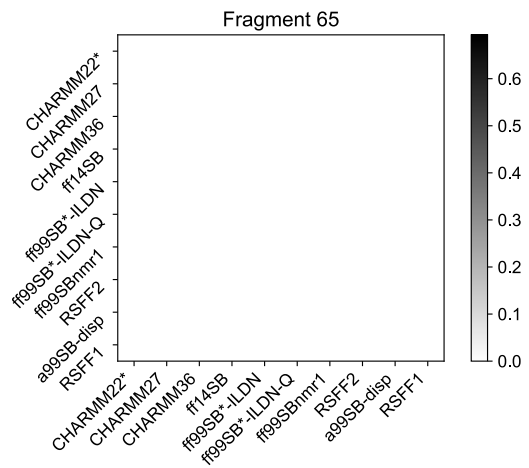 Fragment 65
CHARMM22*
CHARMM27
CHARMM36
ff14SB
ff99SB*-ILDN
ff99SB*-ILDN-Q
ff99SBnmr1
RSFF2
a99SB-disp
RSFF1
CHARMM22*
CHARMM27
CHARMM36
ff14SB
ff99SB*-ILDN
ff99SB*-ILDN-Q
ff99SBnmr1
RSFF2
a99SB-disp
RSFF1
0.6
0.5
0.4
0.3
0.2
0.1
0.0